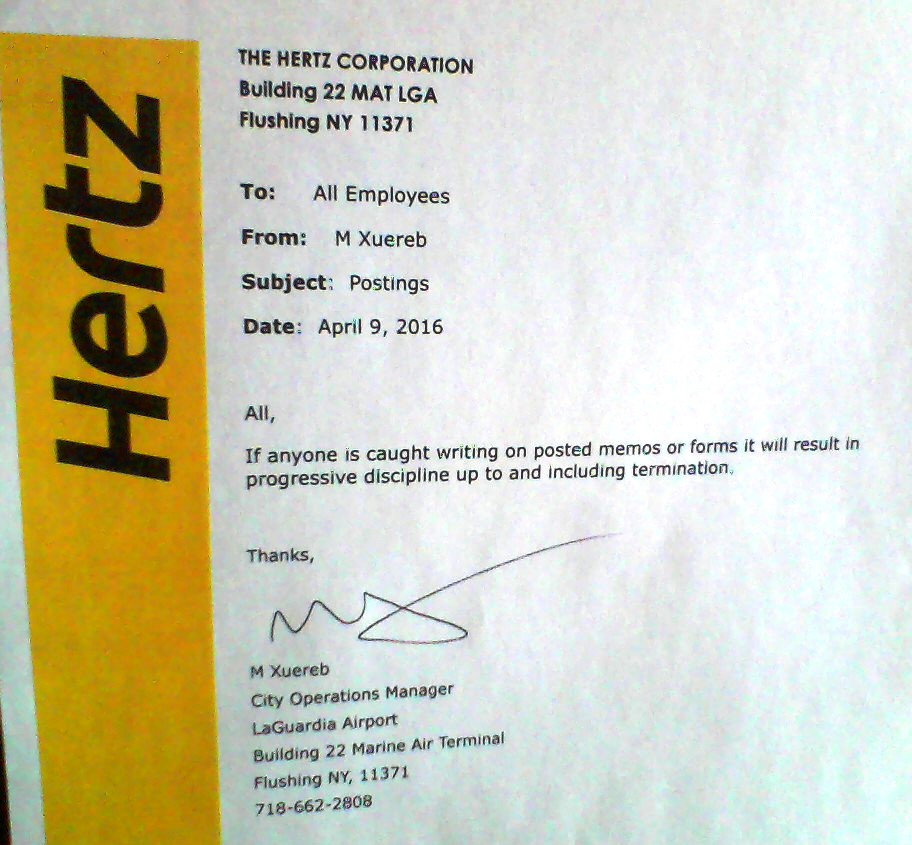 Hertz
THE HERTZ CORPORATION
Building 22 MAT LGA
Flushing NY 11371
To: All Employees
From: M Xuereb
Subject: Postings
Date: April 9, 2016
All,
If anyone is caught writing on posted memos or forms it will result in
progressive discipline up to and including termination.
Thanks,
M Xuereb
City Operations Manager
LaGuardia Airport
Building 22 Marine Air Terminal
Flushing NY, 11371
718-662-2808